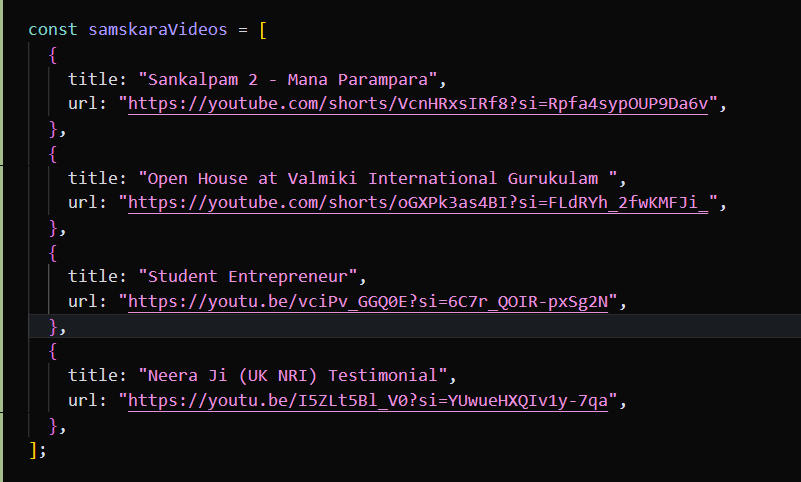 const samskaraVideos = [
{
title: "Sankalpam 2 - Mana Parampara",
url: "https://youtube.com/shorts/VcnHRxsIRf8?si=Rpfa4sypOUP9Da6v",
},
{
title: "Open House at Valmiki International Gurukulam ",
url: "https://youtube.com/shorts/oGXPk3as4BI?si=FLdRYh_2fwKMFJi_",
},
{
title: "Student Entrepreneur",
url: "https://youtu.be/vciPv_GGQ0E?si=6C7r_QOIR-pxSg2N",
},
{
title: "Neera Ji (UK NRI) Testimonial",
url: "https://youtu.be/I5ZLt5Bl_V0?si=YUwueHXQIv1y-7qa",
},
];